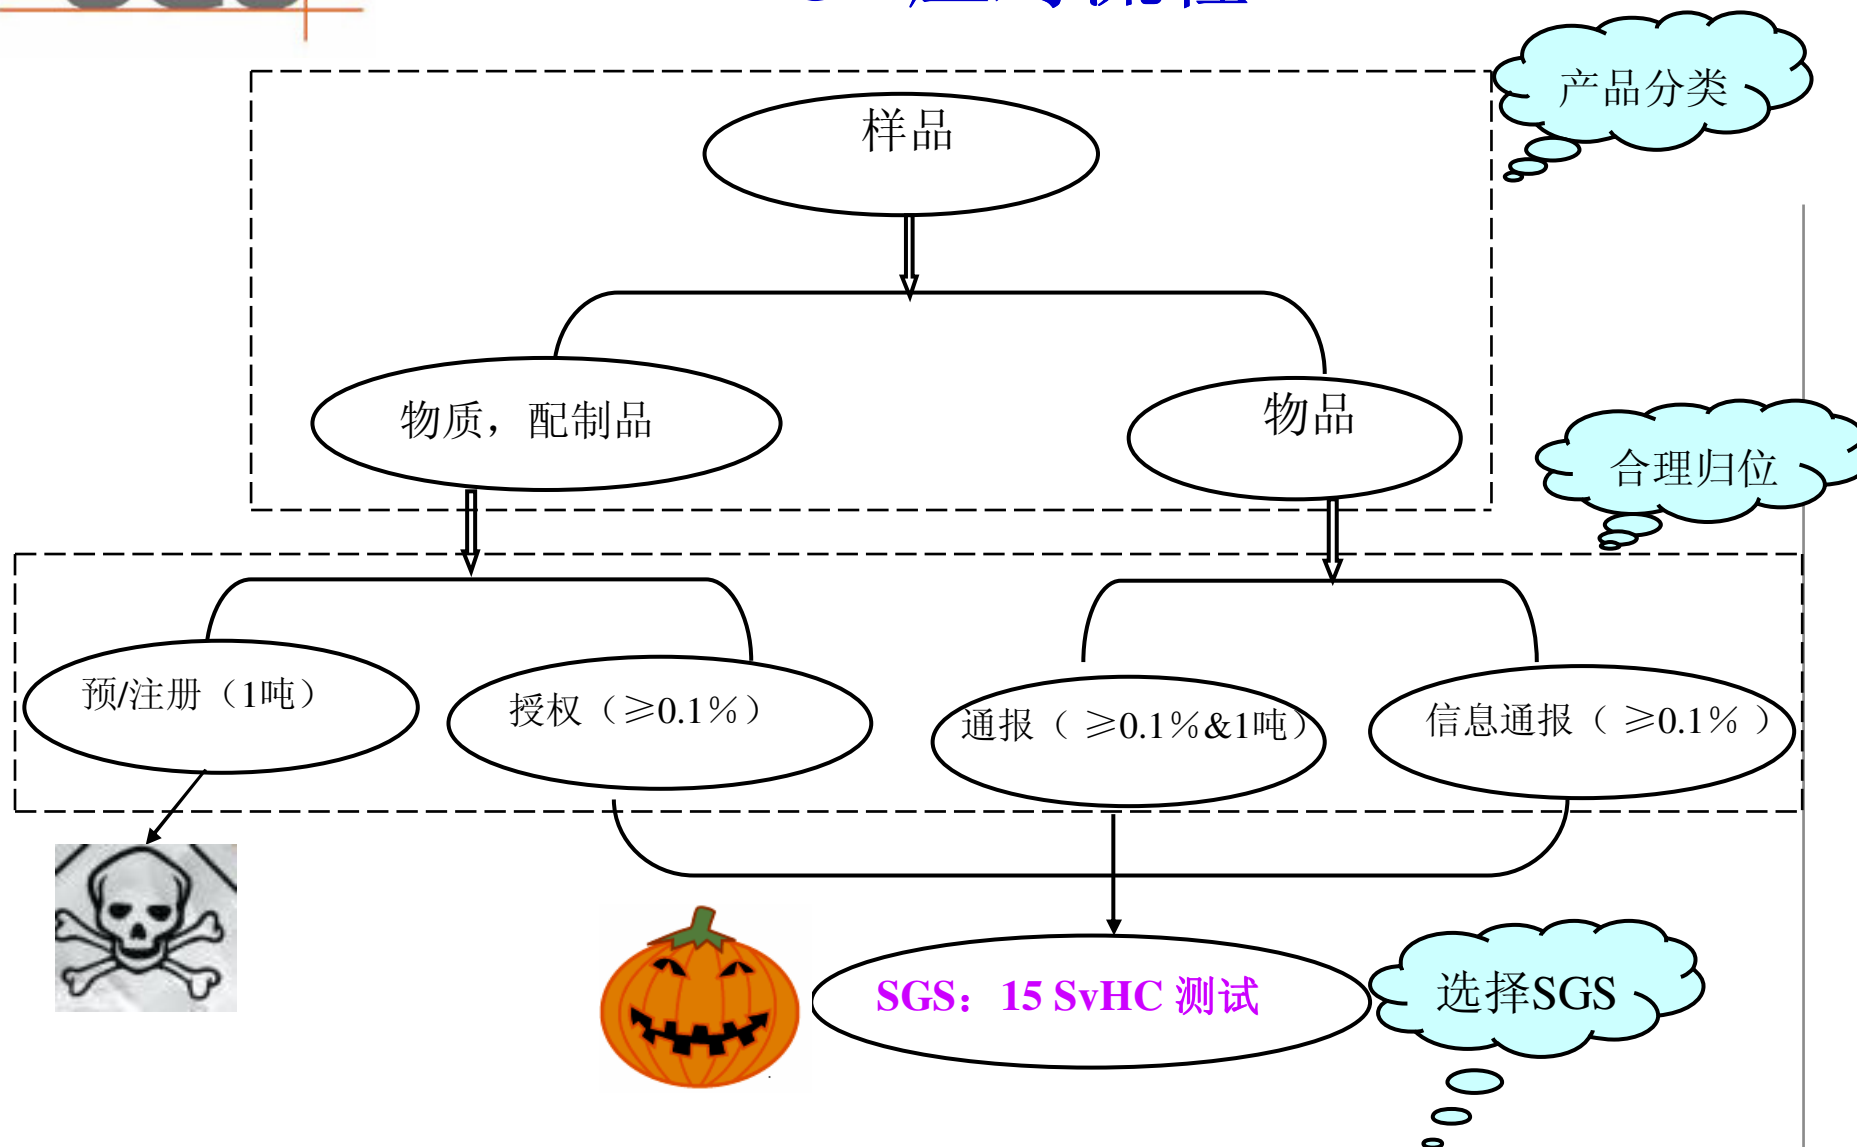 产品分类
样品
物质，配制品
物品
合理归位
预/注册（1吨）
授权（≥0.1%）
通报（ ≥0.1%&1吨）
信息通报（ ≥0.1% ）
SGS：15 SvHC 测试
选择SGS